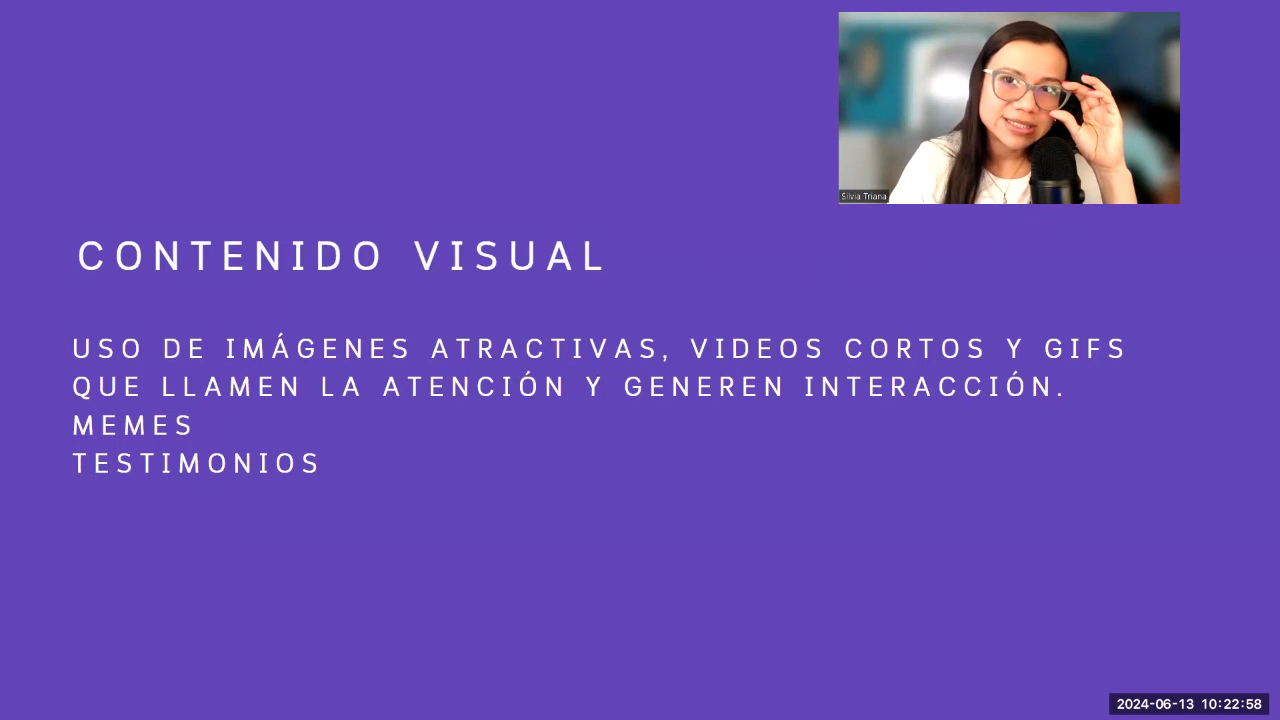 Silvia Triana
CONTENIDO VISUAL
USO DE IMÁGENES ATRACTIVAS, VIDEOS CORTOS Y GIFS
QUE LLAMEN LA ATENCIÓN Y GENEREN INTERACCIÓN.
MEMES
TESTIMONIOS
2024-06-13 10:22:58